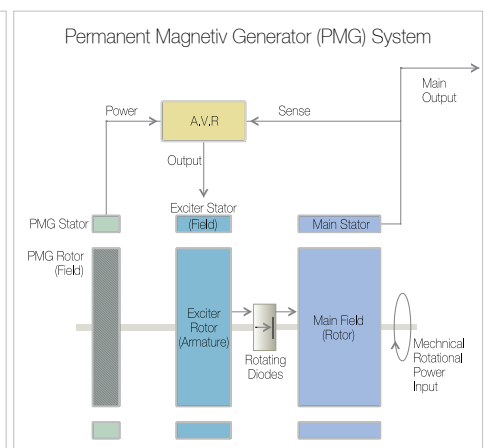 Permanent Magnetiv Generator (PMG) System
Main
Output
Power
A.V.R
Sense
Output
Exciter Stator
(Field)
PMG Stator
Main Stator
PMG Rotor
(Field)
Exciter
Rotor
(Armature)
Rotating
Diodes
Main Field
(Rotor)
Mechnical
Rotational
Power
Input